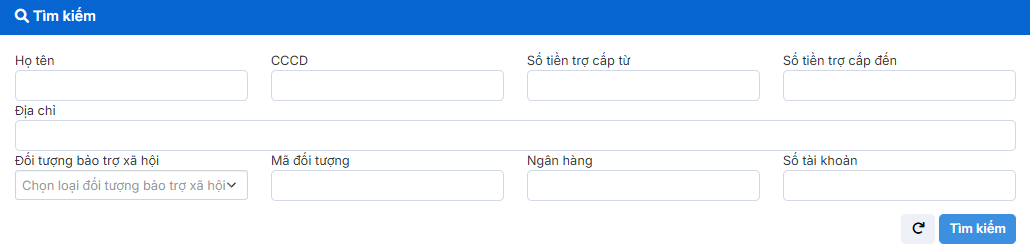 Tìm kiếm
Họ tên CCCD Số tiền trợ cấp từ Số tiền trợ cấp đến
Địa chỉ
Đối tượng bảo trợ xã hội Mã đối tượng Ngân hàng Số tài khoản
Chọn loại đối tượng bảo trợ xã hội
Tìm kiếm